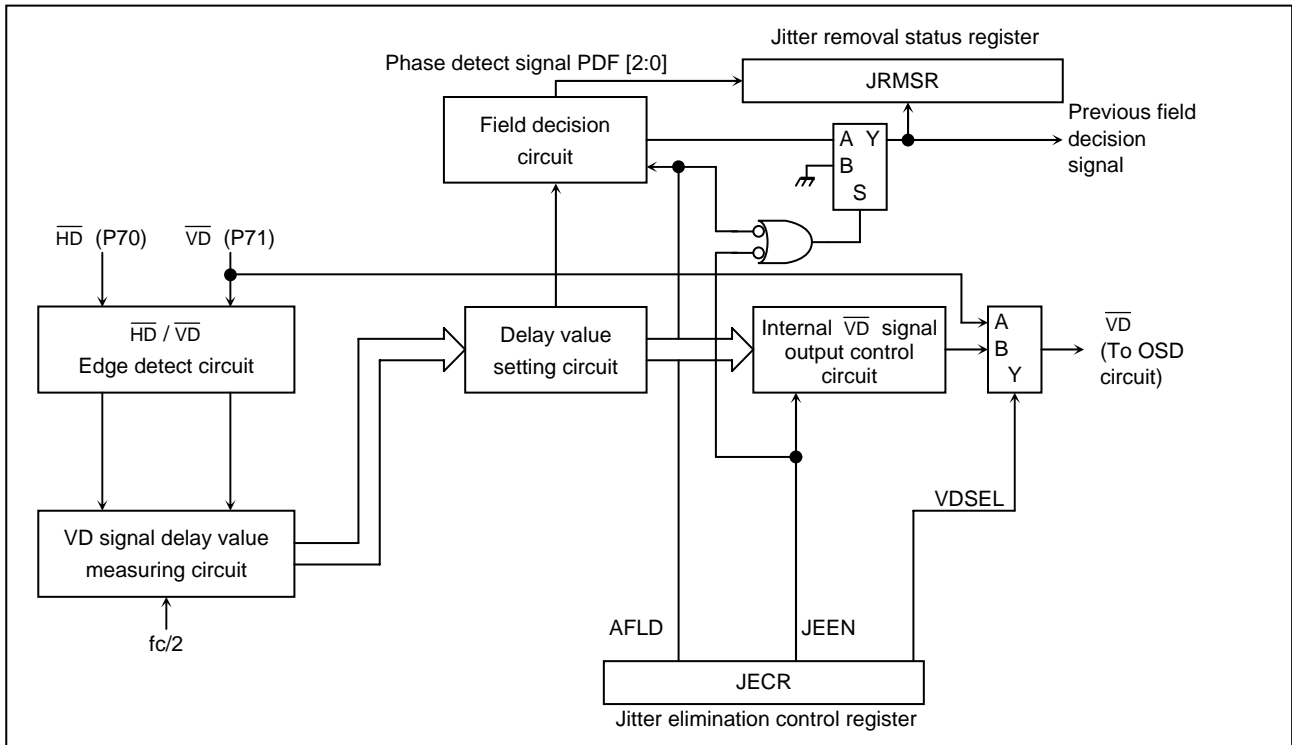 Jitter removal status register
Phase detect signal PDF [2:0]
JRMSR
Field decision
circuit
A Y
B
S
Previous field
decision
signal
HD (P70)
VD (P71)
HD / VD
Edge detect circuit
Delay value
setting circuit
Internal VD signal
output control
circuit
A
B
Y
VD
(To OSD
circuit)
VD signal delay value
measuring circuit
fc/2
VDSEL
AFLD
JEEN
JECR
Jitter elimination control register